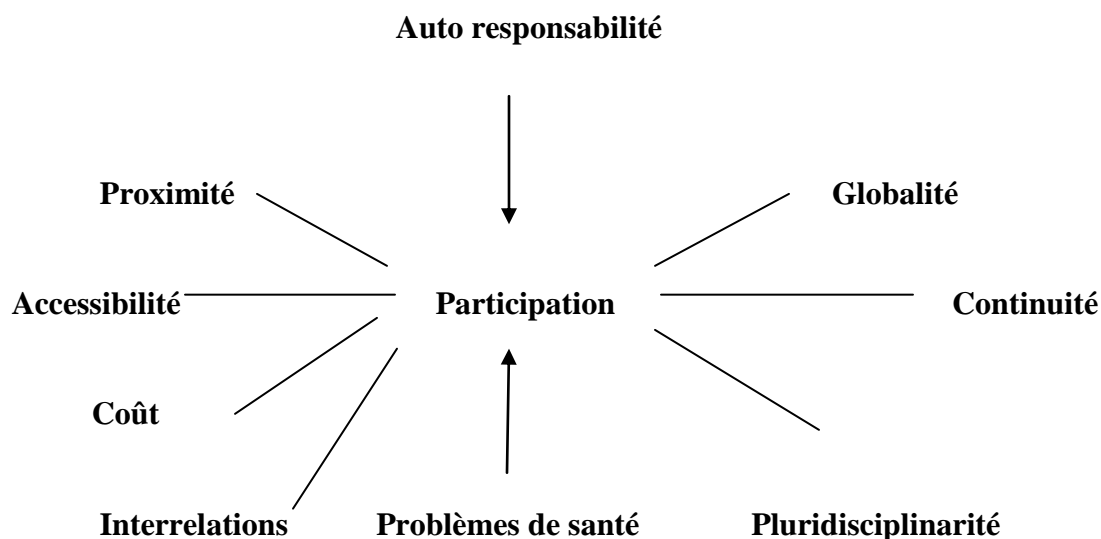 Auto responsabilité
Proximité
Globalité
Accessibilité
Participation
Continuité
Coût
Interrelations
Problèmes de santé
Pluridisciplinarité